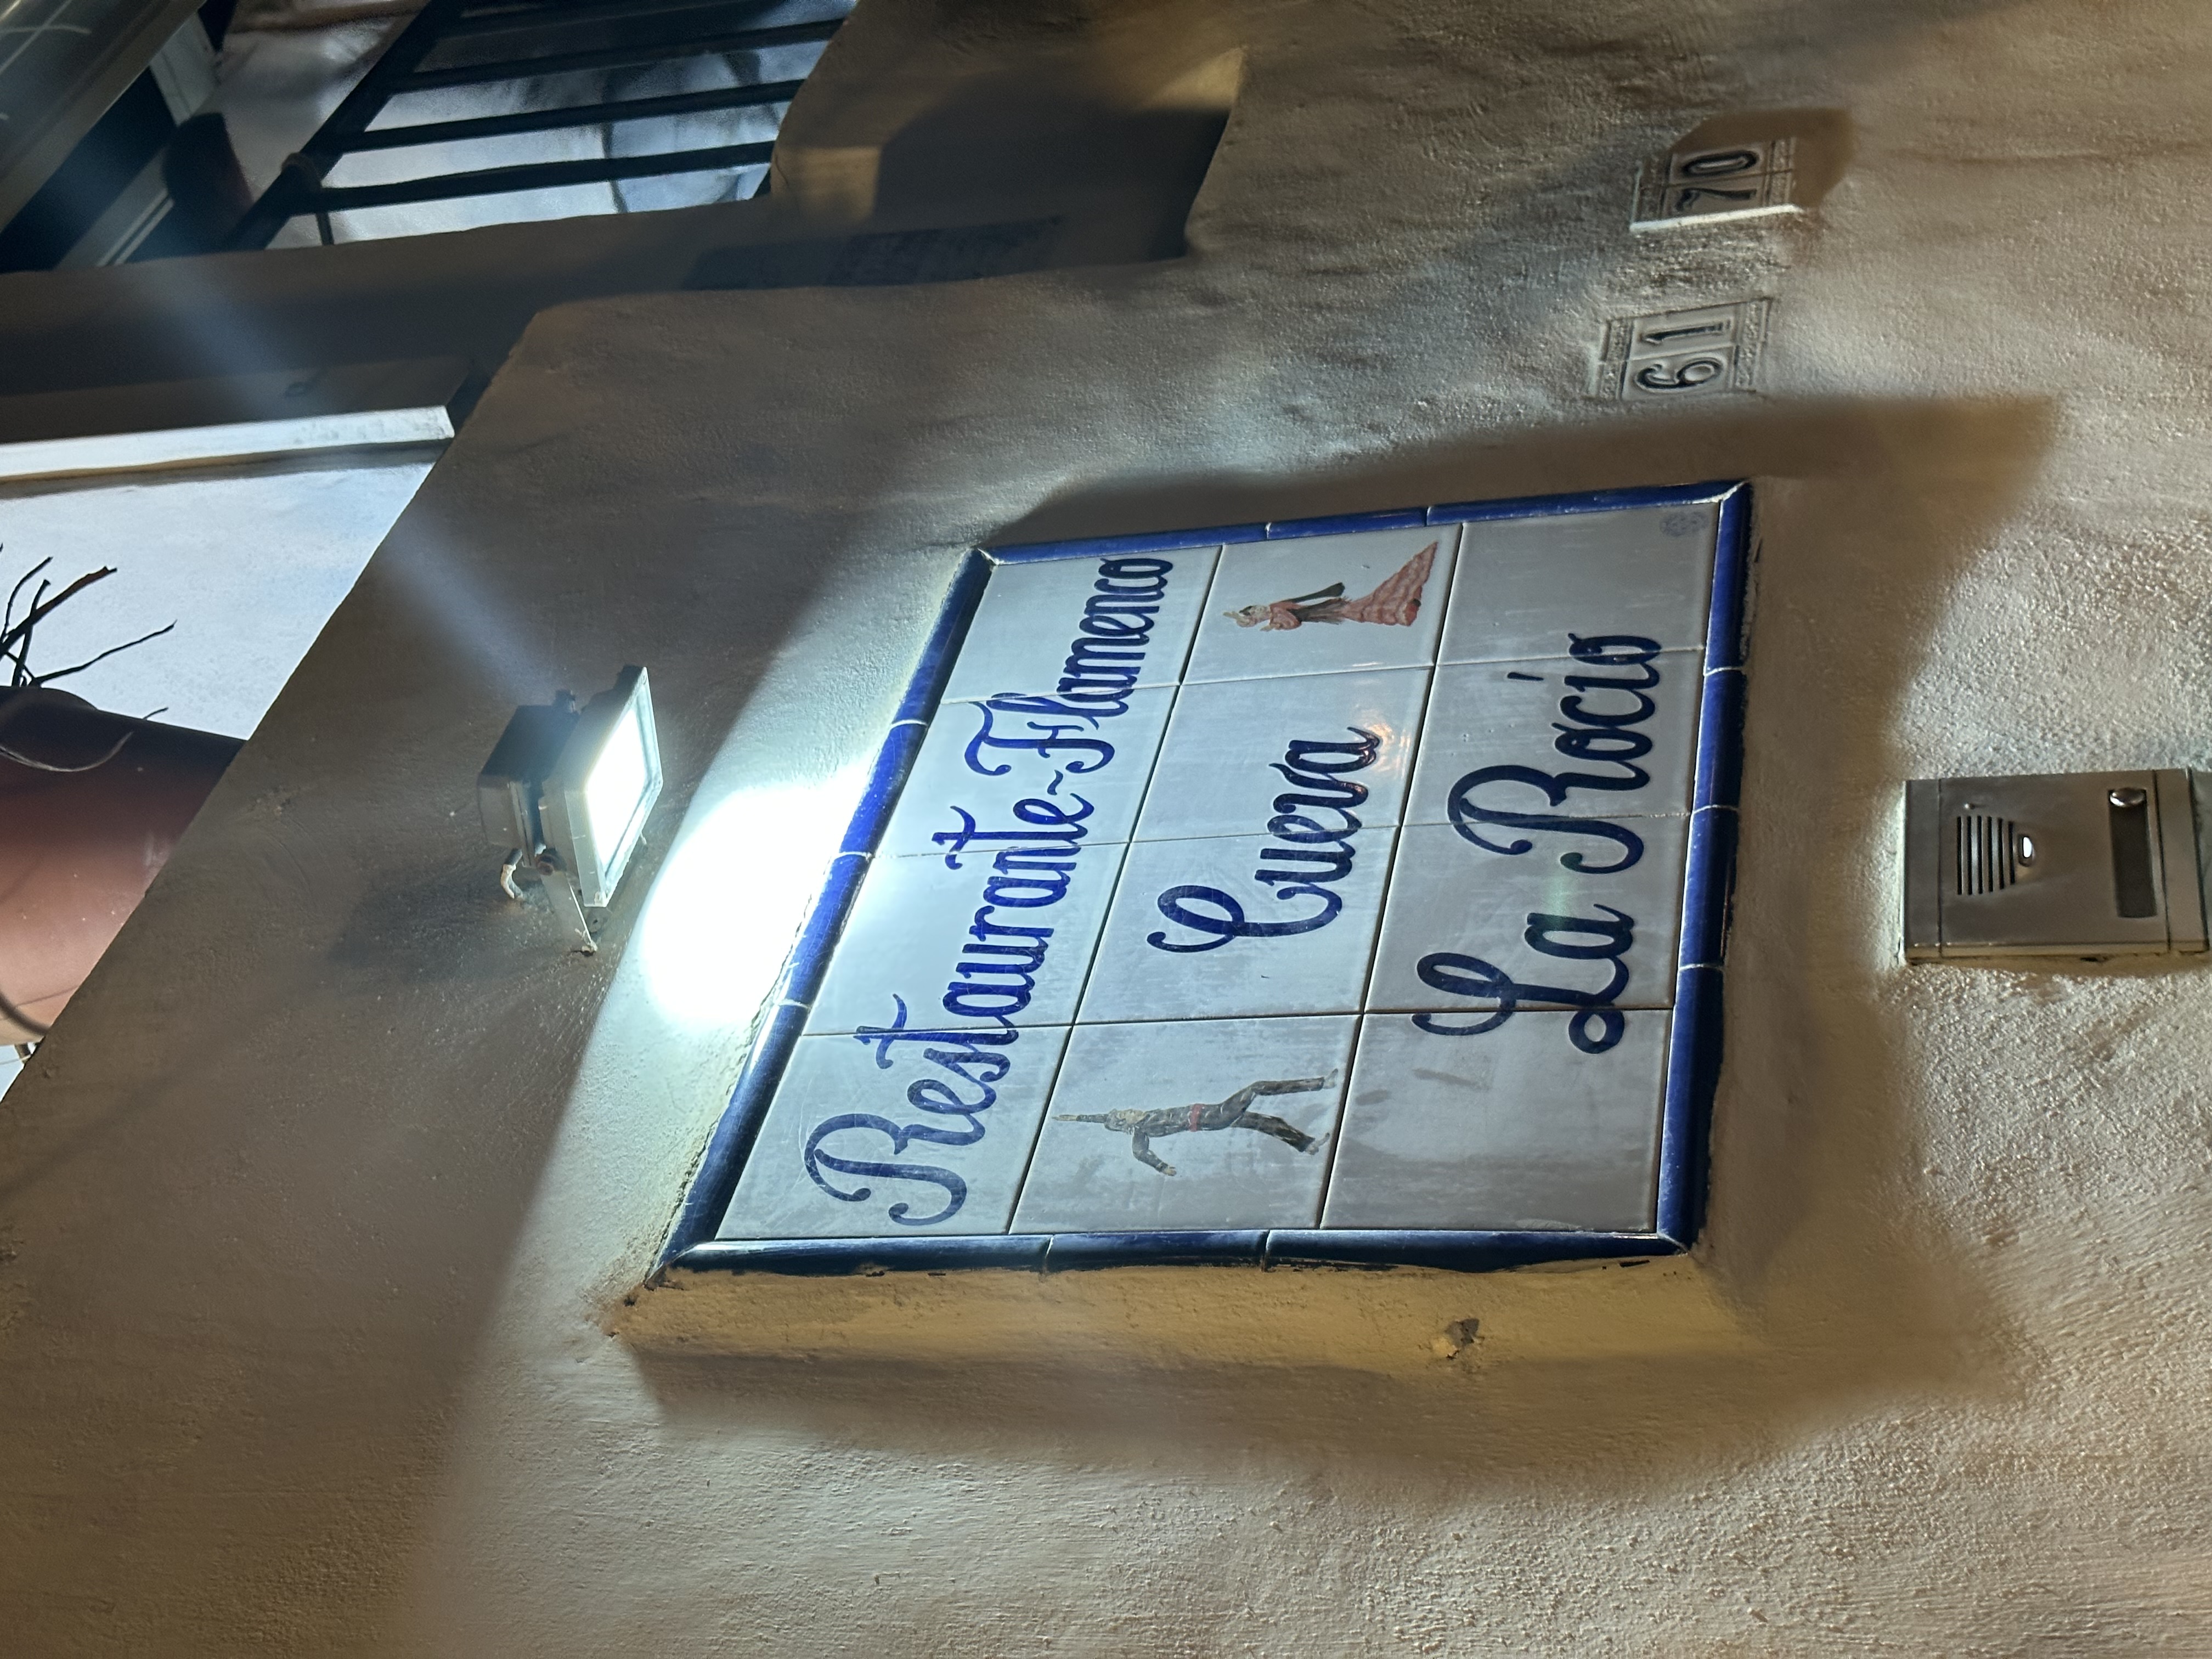 Restaurante~Flamenco
Cueva
La Rocío
61
70